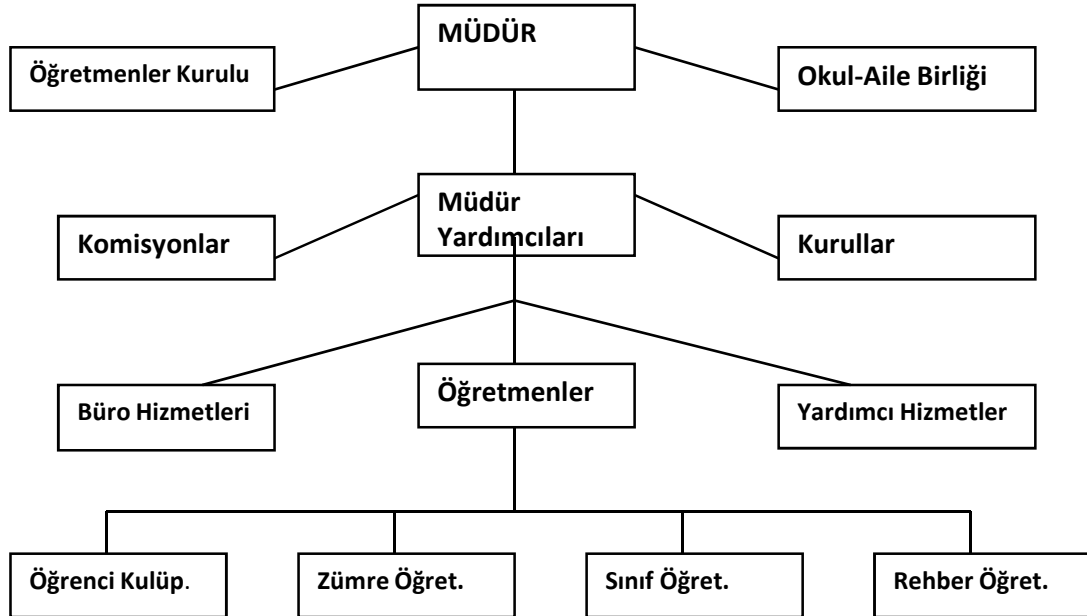 MÜDÜR
Öğretmenler Kurulu
Okul-Aile Birliği
Müdür
Yardımcıları
Komisyonlar
Kurullar
Büro Hizmetleri
Öğretmenler
Yardımcı Hizmetler
Öğrenci Kulüp.
Zümre Öğret.
Sınıf Öğret.
Rehber Öğret.